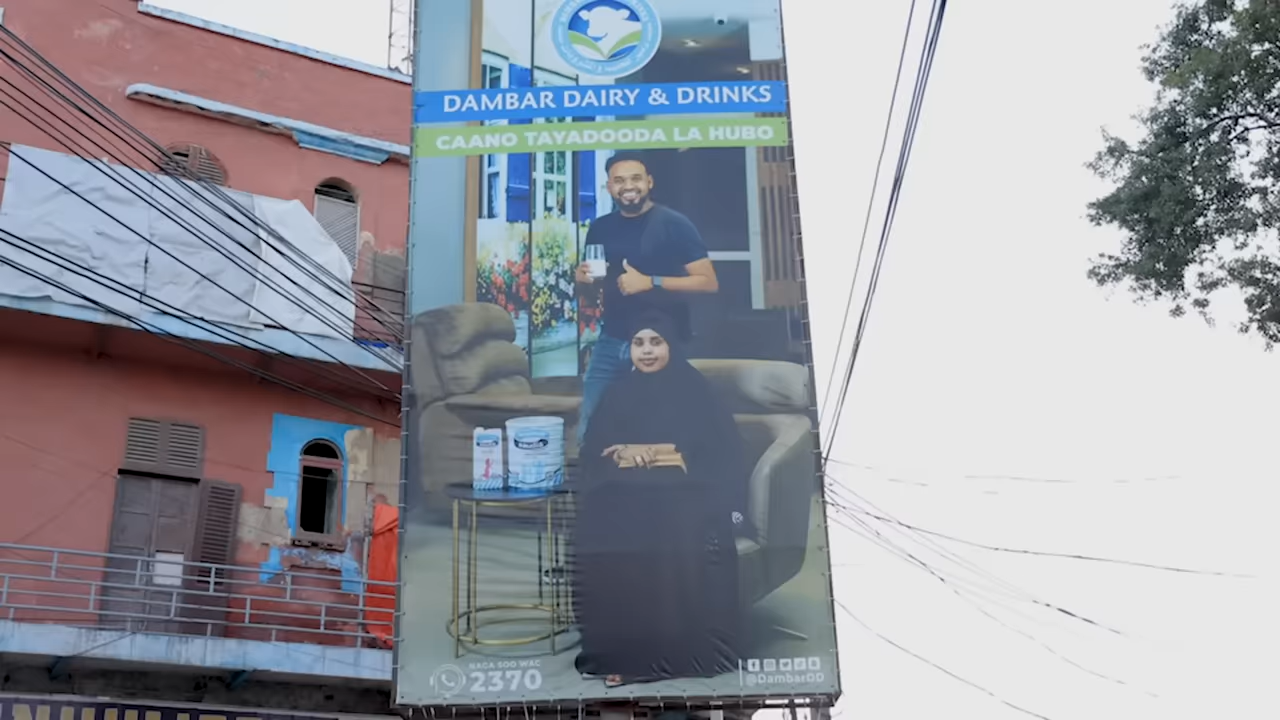 DAMBAR DAIRY & DRINKS
CAANO TAYADOODA LA HUBO
NAGA SOO WAC
2370
@DambarDD